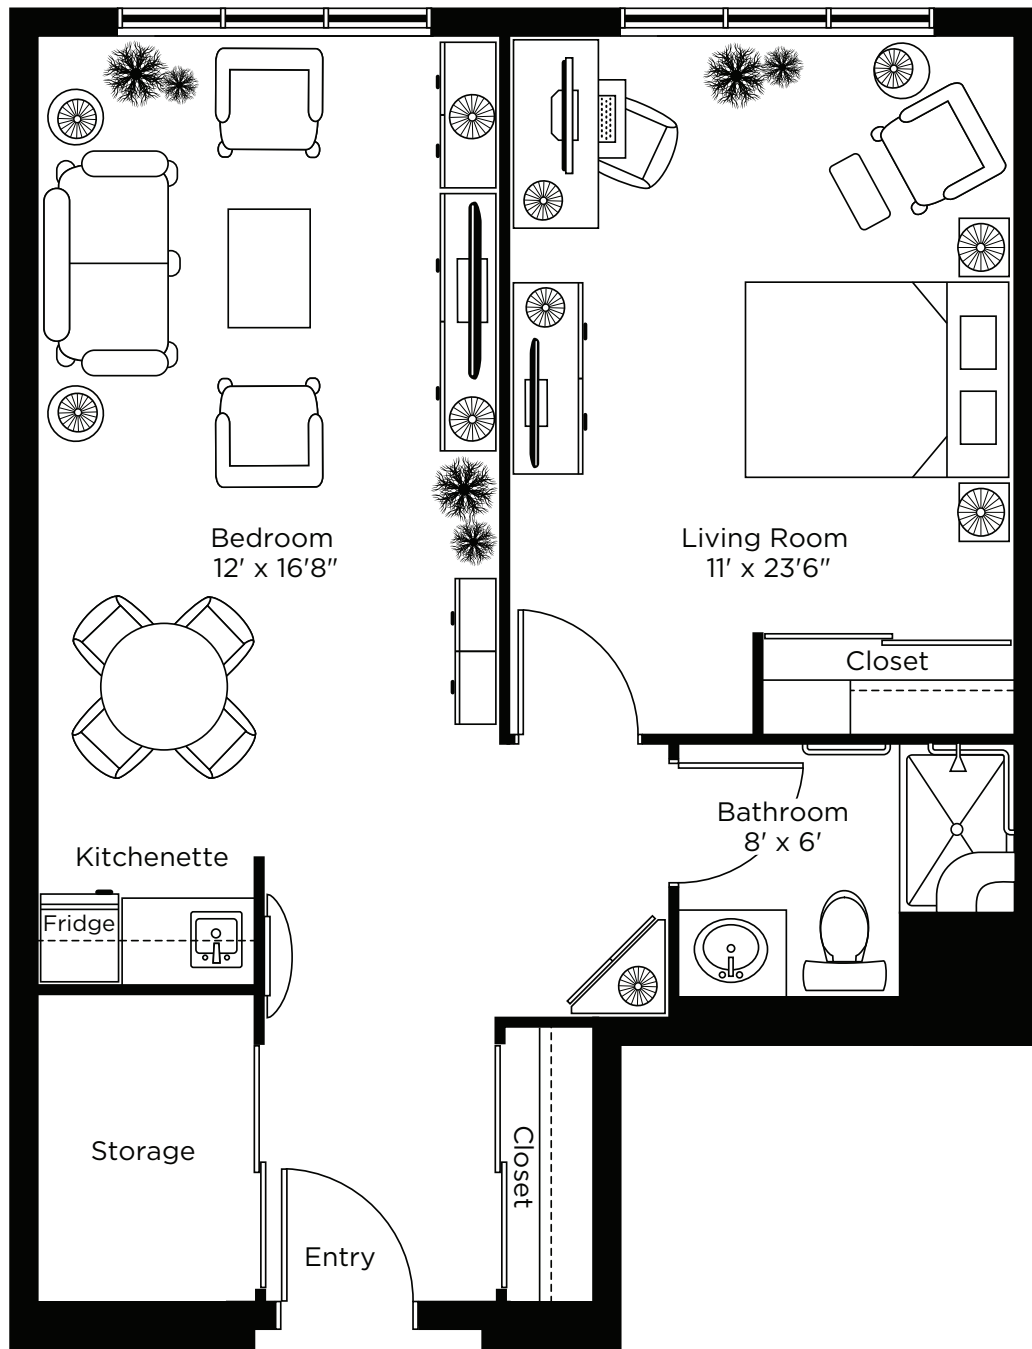 Bedroom
12' x 16'8"
Living Room
11' x 23'6"
Closet
Bathroom
8' x 6'
Kitchenette
Fridge
Storage
Closet
Entry